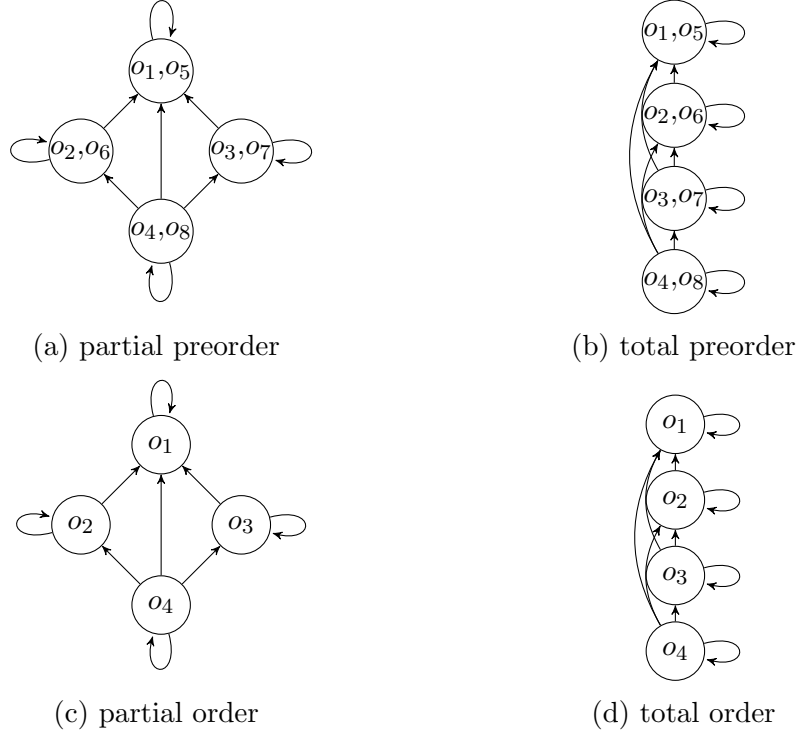 o₁,o₅
o₂,o₆ o₃,o₇
o₄,o₈
(a) partial preorder
o₁,o₅
o₂,o₆
o₃,o₇
o₄,o₈
(b) total preorder
o₁
o₂ o₃
o₄
(c) partial order
o₁
o₂
o₃
o₄
(d) total order